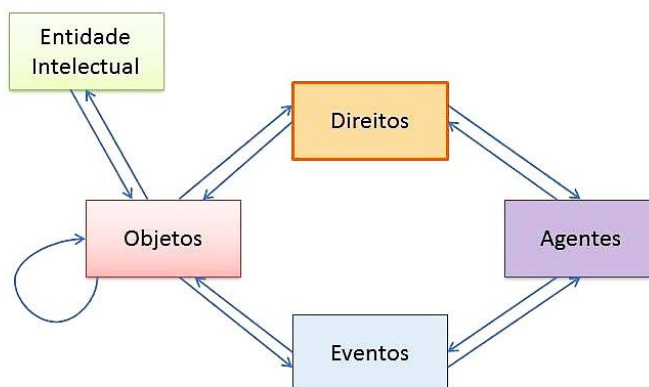 Entidade
Intelectual
Direitos
Objetos
Agentes
Eventos